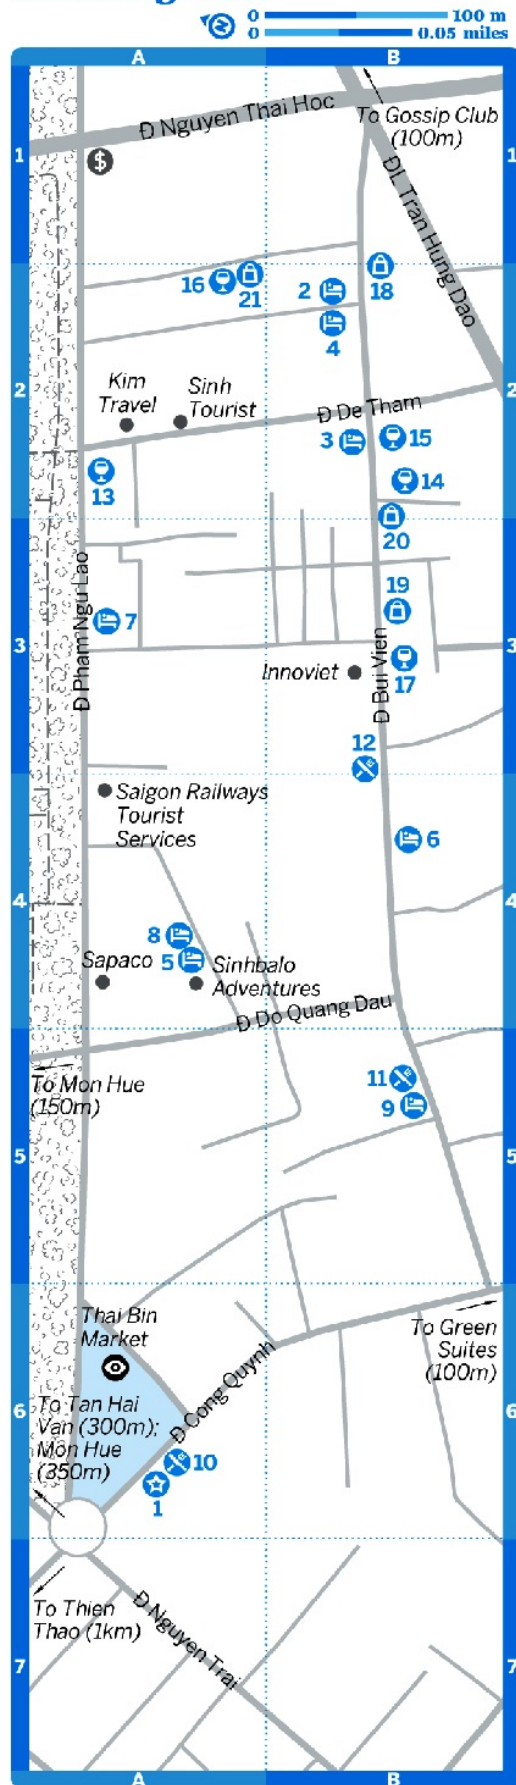 0 100 m
0 0.05 miles
A B
Đ Nguyen Thai Hoc
To Gossip Club
(100m)
1 1
$
ĐL Tran Hung Dao
16
21
2
18
4
2 2
Kim
Travel
Sinh
Tourist
Đ De Tham
3
15
13
14
20
Đ Pham Ngu Lao
7
19
3 3
Innoviet
17
Đ Bui Vien
12
Saigon Railways
Tourist
Services
6
4 4
8
Sapaco
5
Sinhbalo
Adventures
Đ Do Quang Dau
To Mon Hue
(150m)
11
9
5 5
Thai Bin
Market
To Green
Suites
(100m)
To Tan Hai
Van (300m);
Mon Hue
(350m)
6 6
Đ Cong Quynh
10
1
To Thien
Thao (1km)
Đ Nguyen Trai
7 7
A B